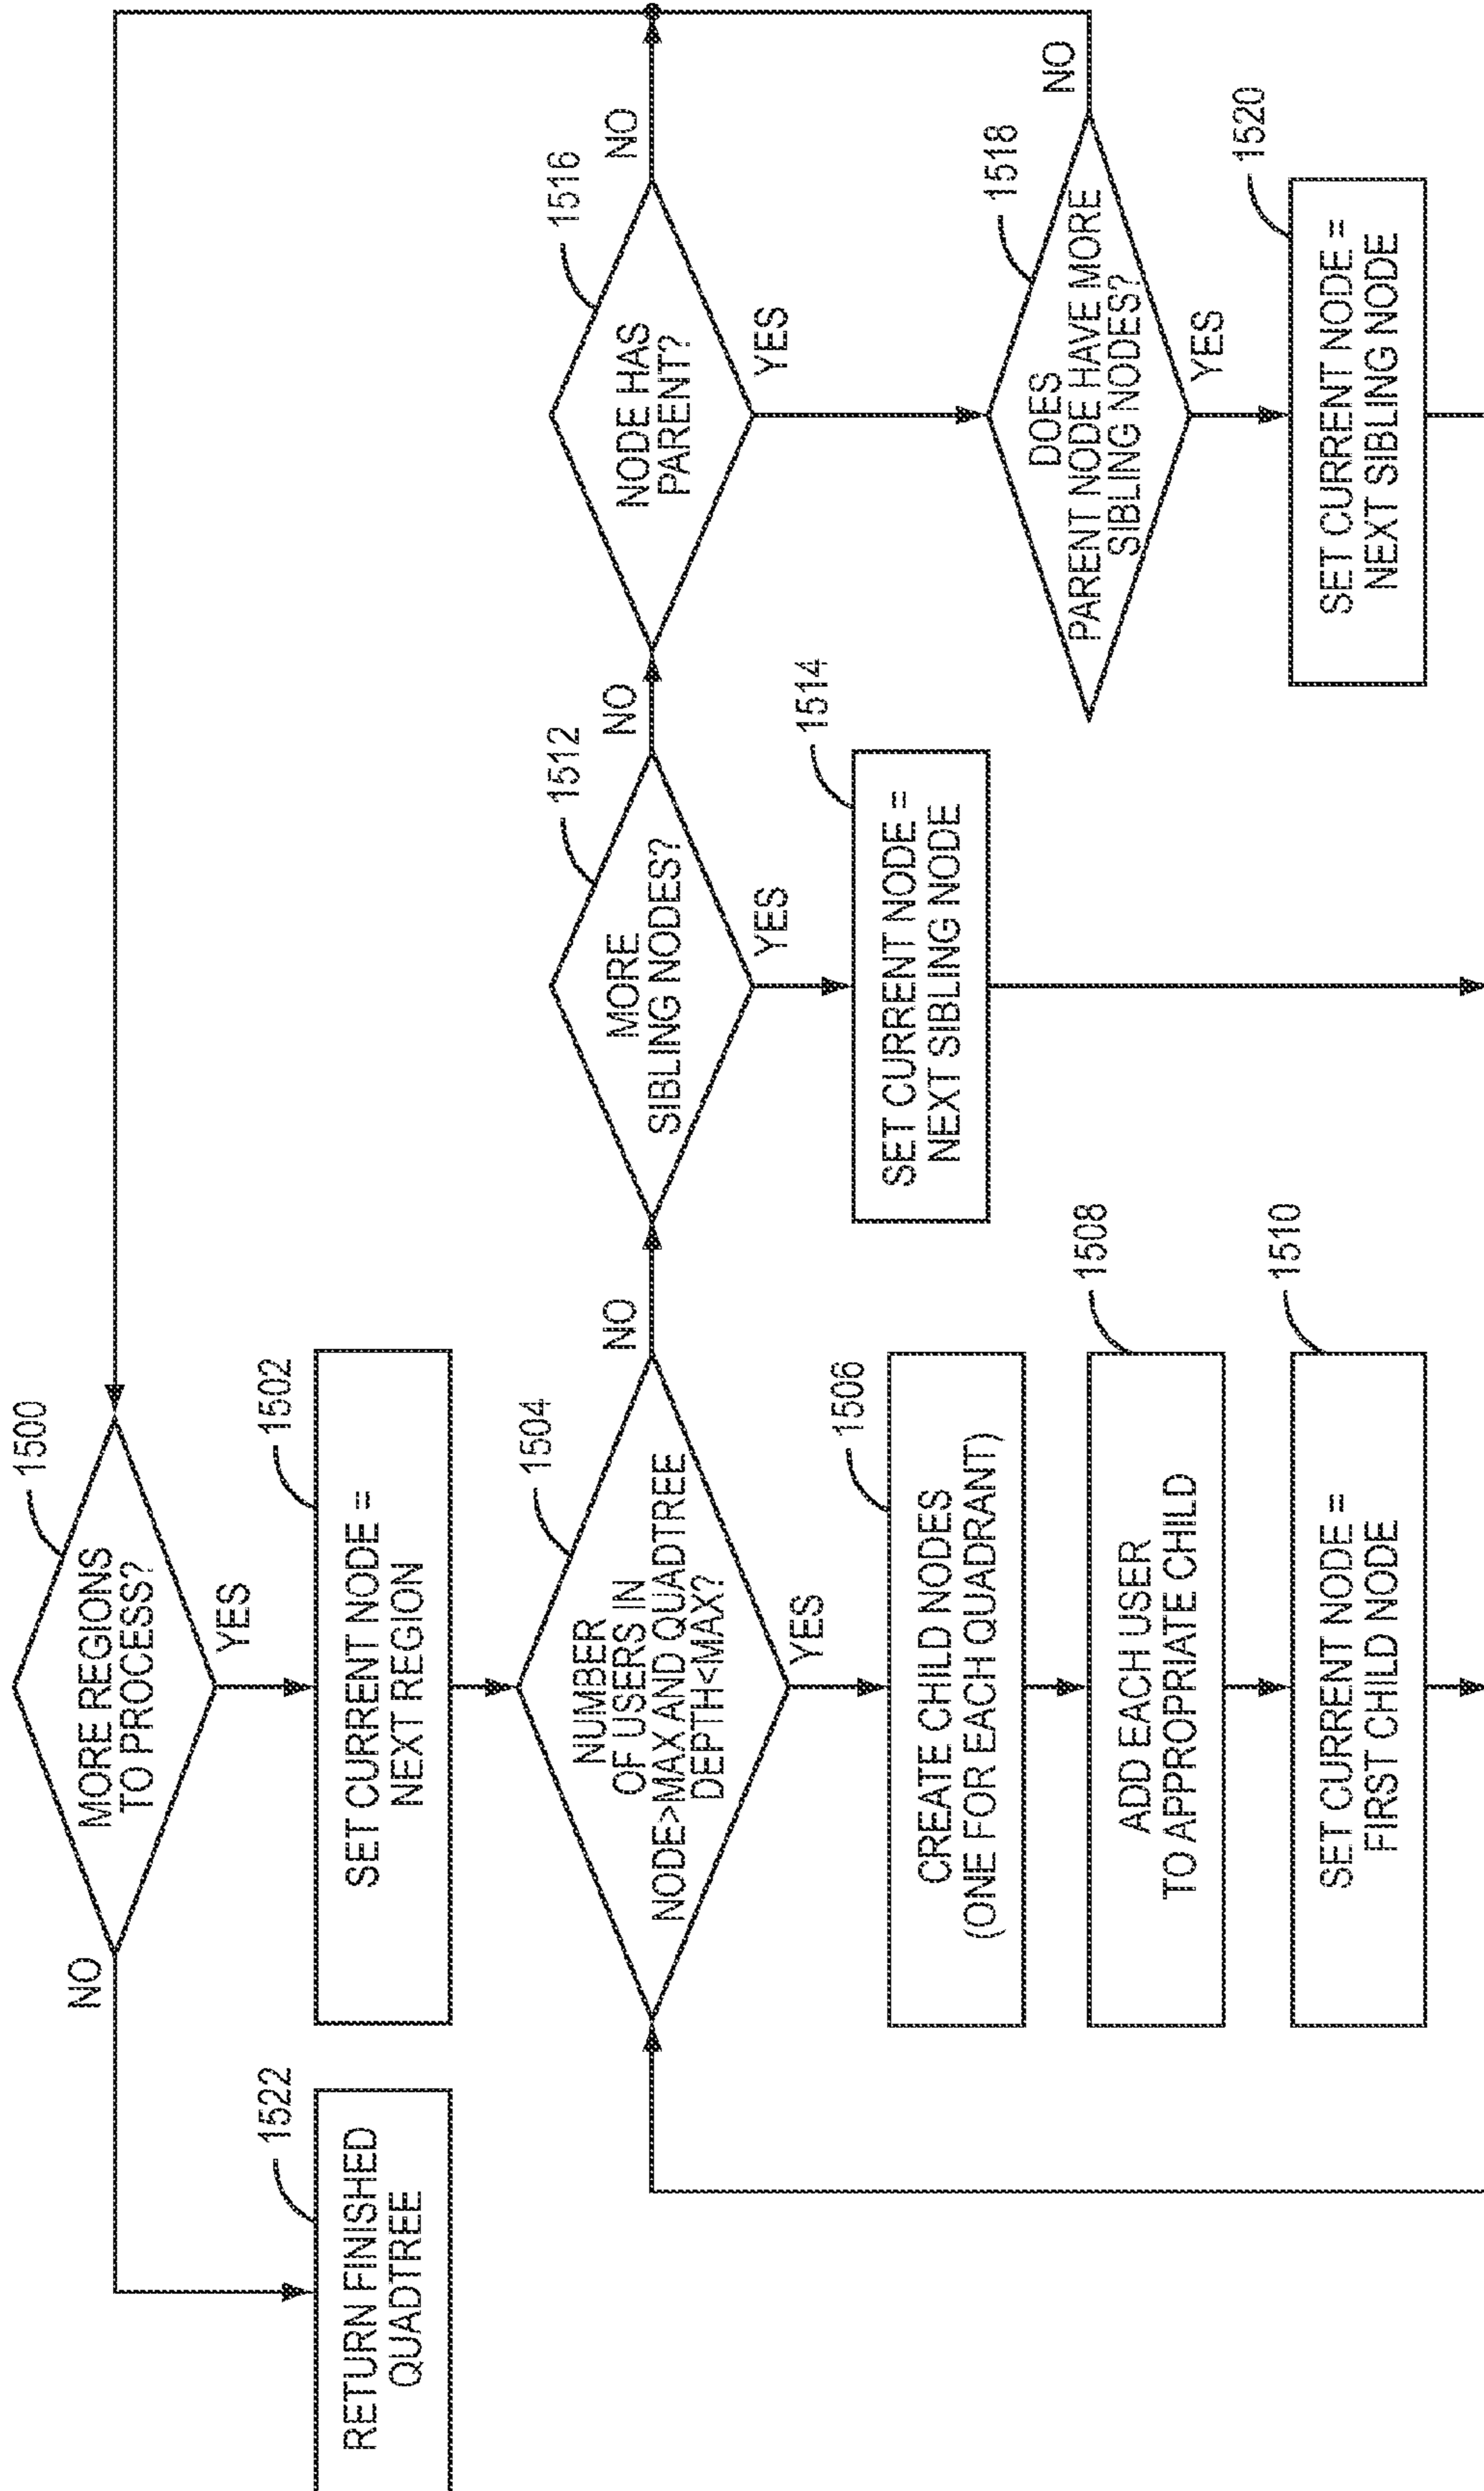 1500
MORE REGIONS
TO PROCESS?
NO
YES
1522
RETURN FINISHED
QUADTREE
1502
SET CURRENT NODE =
NEXT REGION
1504
NUMBER
OF USERS IN
NODE>MAX AND QUADTREE
DEPTH<MAX?
NO
YES
1506
CREATE CHILD NODES
(ONE FOR EACH QUADRANT)
1508
ADD EACH USER
TO APPROPRIATE CHILD
1510
SET CURRENT NODE =
FIRST CHILD NODE
1512
MORE
SIBLING NODES?
NO
YES
1514
SET CURRENT NODE =
NEXT SIBLING NODE
1516
NODE HAS
PARENT?
NO
YES
1518
DOES
PARENT NODE HAVE MORE
SIBLING NODES?
NO
YES
1520
SET CURRENT NODE =
NEXT SIBLING NODE